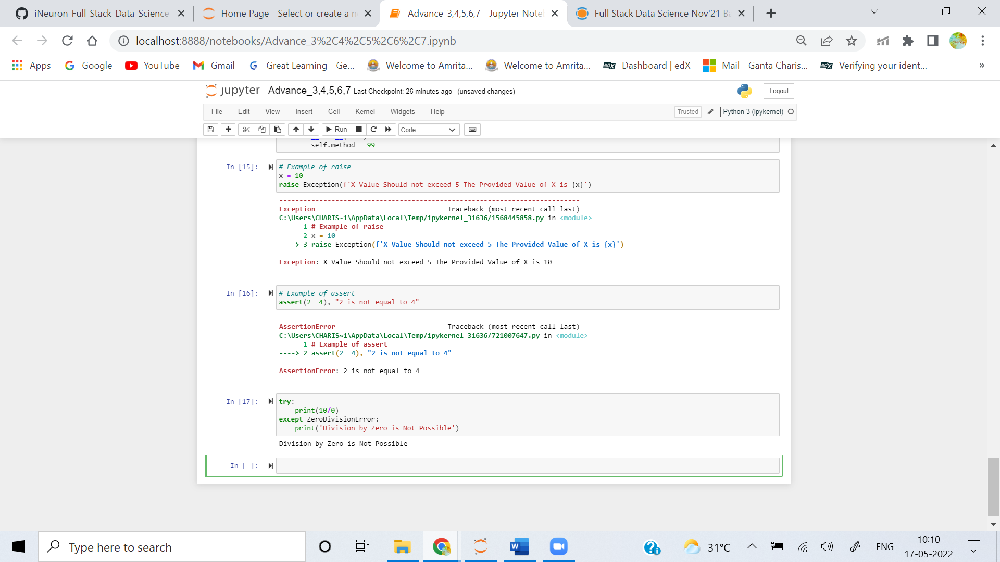 iNeuron-Full-Stack-Data-Science
Home Page - Select or create a n
Advance_3,4,5,6,7 - Jupyter Note
Full Stack Data Science Nov'21 Ba
localhost:8888/notebooks/Advance_3%2C4%2C5%2C6%2C7.ipynb
Apps
Google
YouTube
Gmail
Great Learning - Ge...
Welcome to Amrita...
Welcome to Amrita...
Dashboard | edX
Mail - Ganta Charis...
Verifying your ident...
»
jupyter Advance_3,4,5,6,7 Last Checkpoint: 26 minutes ago (unsaved changes)
Logout
File Edit View Insert Cell Kernel Widgets Help
Trusted
Python 3 (ipykernel)
Run
Code
self.method = 99
In [15]:
# Example of raise
x = 10
raise Exception(f'X Value Should not exceed 5 The Provided Value of X is {x}')
---------------------------------------------------------------------------
Exception Traceback (most recent call last)
C:\Users\CHARIS~1\AppData\Local\Temp/ipykernel_31636/1568445858.py in <module>
1 # Example of raise
2 x = 10
----> 3 raise Exception(f'X Value Should not exceed 5 The Provided Value of X is {x}')
Exception: X Value Should not exceed 5 The Provided Value of X is 10
In [16]:
# Example of assert
assert(2==4), "2 is not equal to 4"
---------------------------------------------------------------------------
AssertionError Traceback (most recent call last)
C:\Users\CHARIS~1\AppData\Local\Temp/ipykernel_31636/721007647.py in <module>
1 # Example of assert
----> 2 assert(2==4), "2 is not equal to 4"
AssertionError: 2 is not equal to 4
In [17]:
try:
print(10/0)
except ZeroDivisionError:
print('Division by Zero is Not Possible')
Division by Zero is Not Possible
In [ ]:
Type here to search
31°C
ENG
10:10
17-05-2022